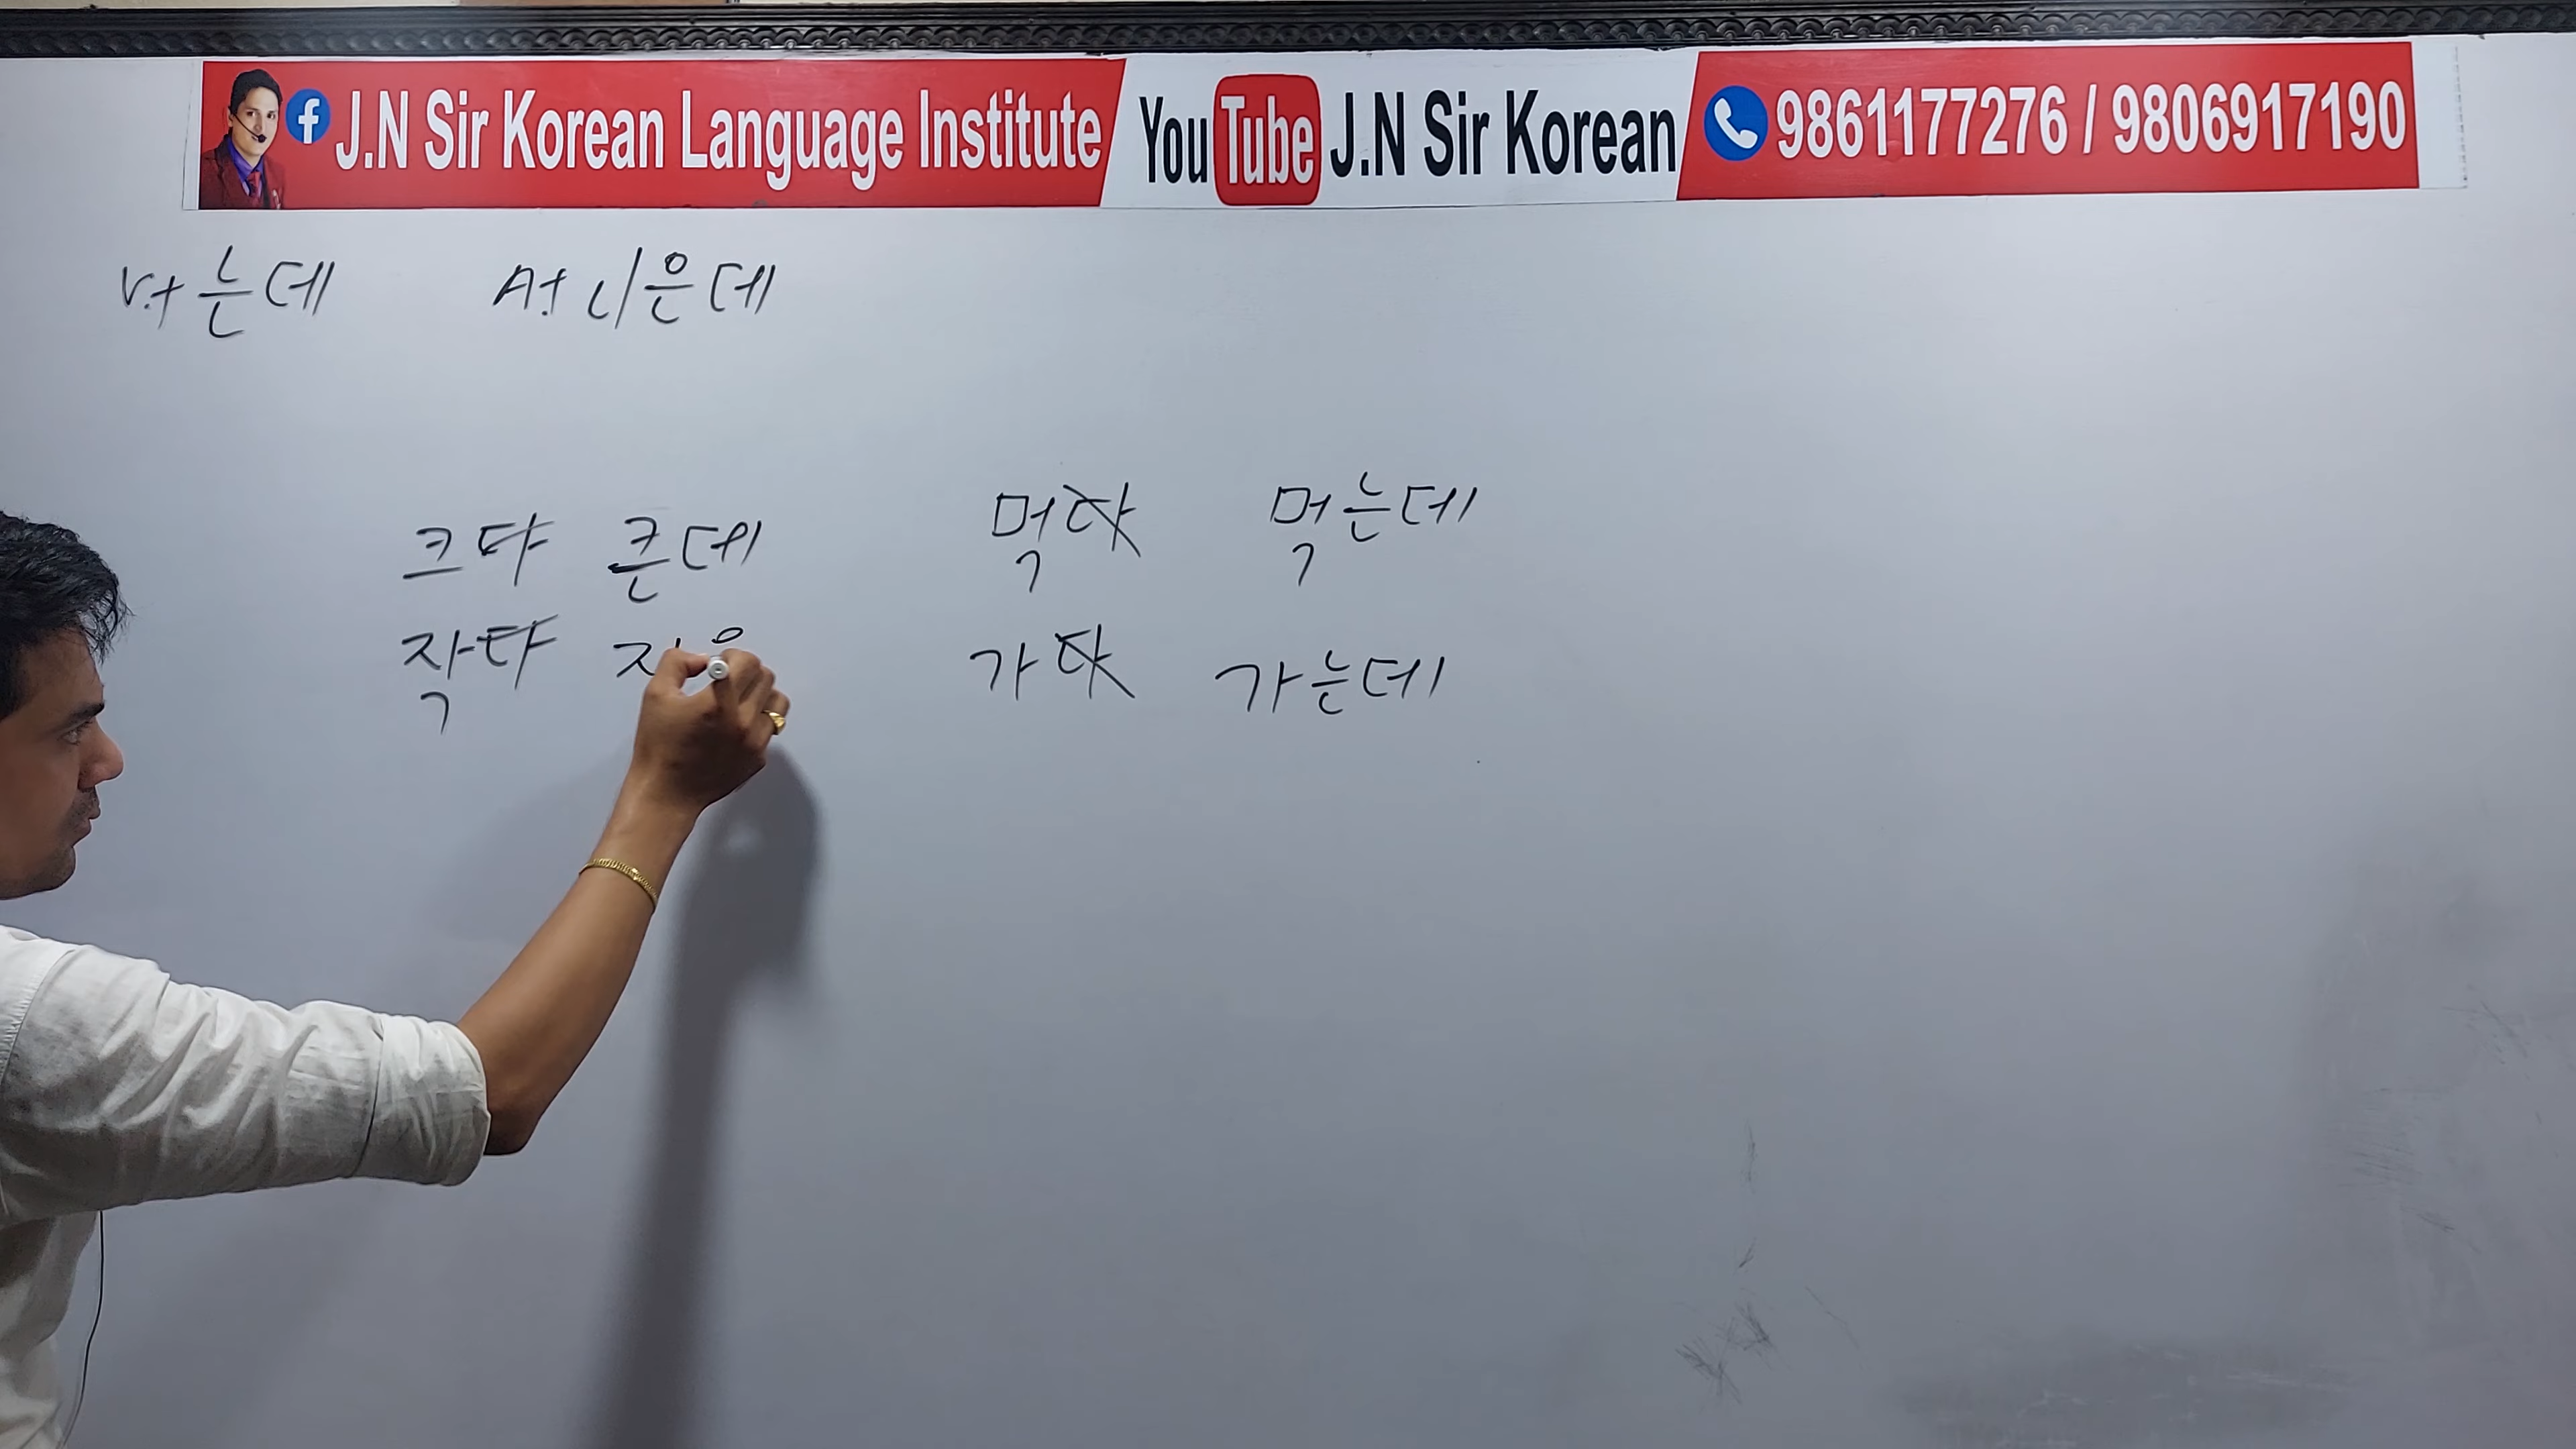 J.N Sir Korean Language Institute YouTube J.N Sir Korean 9861177276 / 9806917190
V.+ 는데 A.+ ㄴ/은데
크다 큰데 먹다 먹는데
작다 가다 가는데